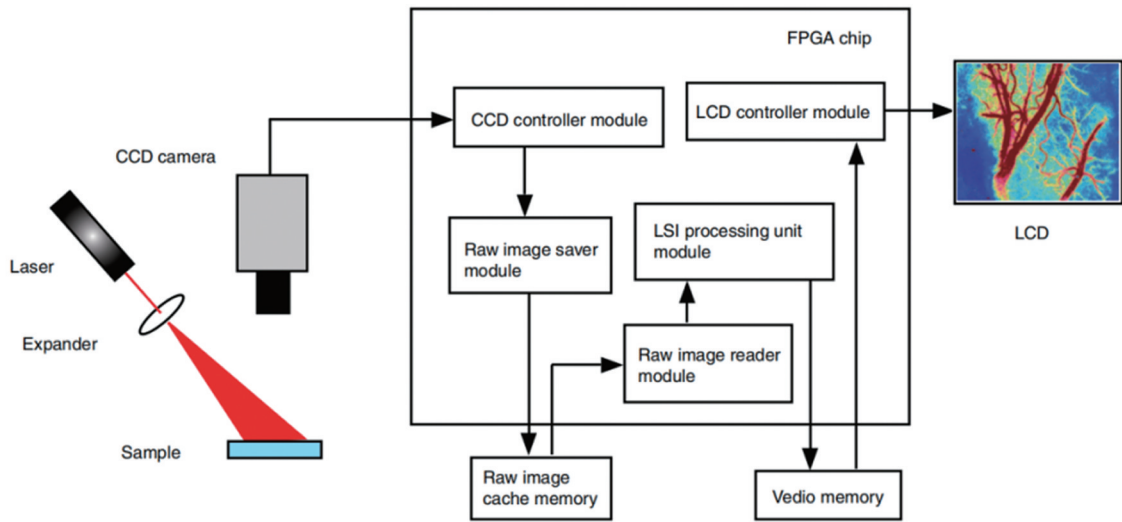 FPGA chip
CCD controller module
LCD controller module
CCD camera
Raw image saver
module
LSI processing unit
module
LCD
Laser
Expander
Raw image reader
module
Sample
Raw image
cache memory
Vedio memory